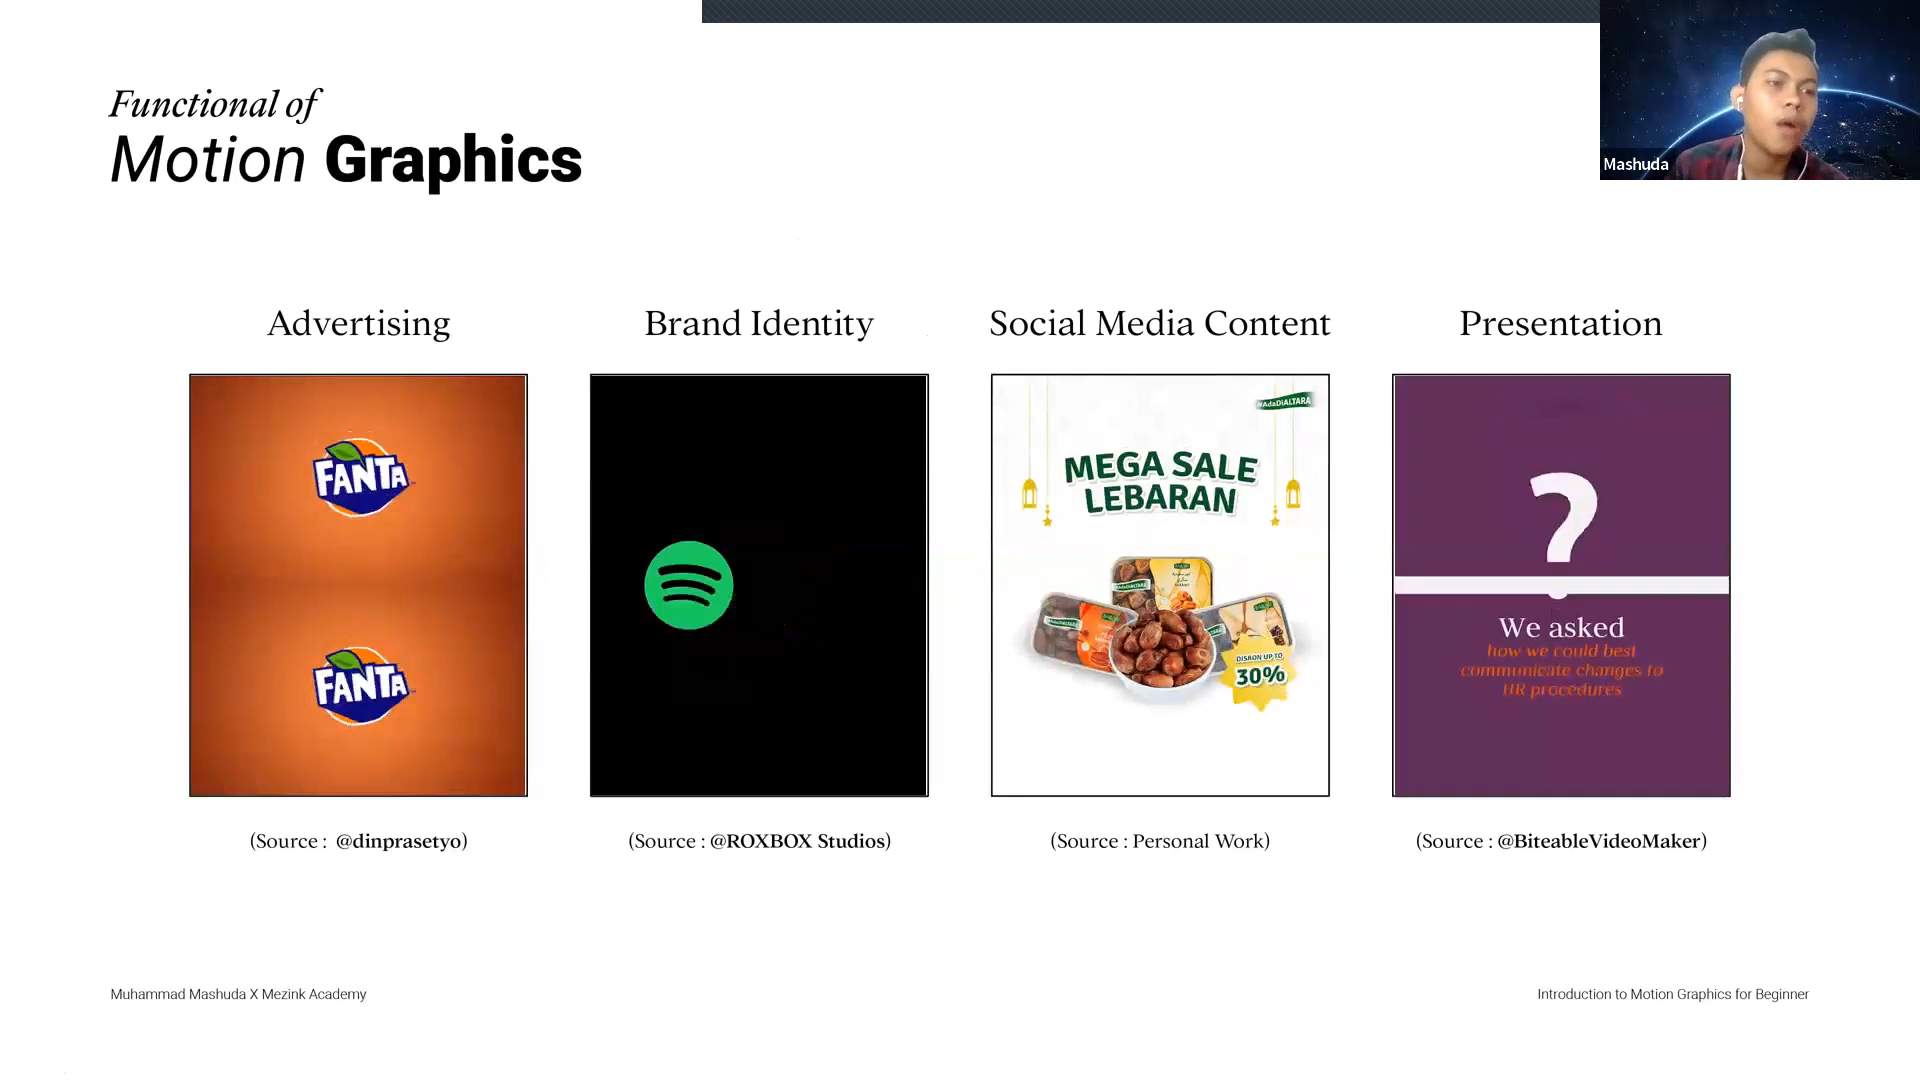 Functional of
Motion Graphics
Mashuda
Advertising
Brand Identity
Social Media Content
Presentation
FANTA
FANTA
#AdaDIALTARA
MEGA SALE
LEBARAN
#AdaDIALTARA
#AdaDIALTARA
DISKON UP TO
30%
?
We asked
how we could best
communicate changes to
HR procedures
(Source : @dinprasetyo)
(Source : @ROXBOX Studios)
(Source : Personal Work)
(Source : @BiteableVideoMaker)
Muhammad Mashuda X Mezink Academy
Introduction to Motion Graphics for Beginner